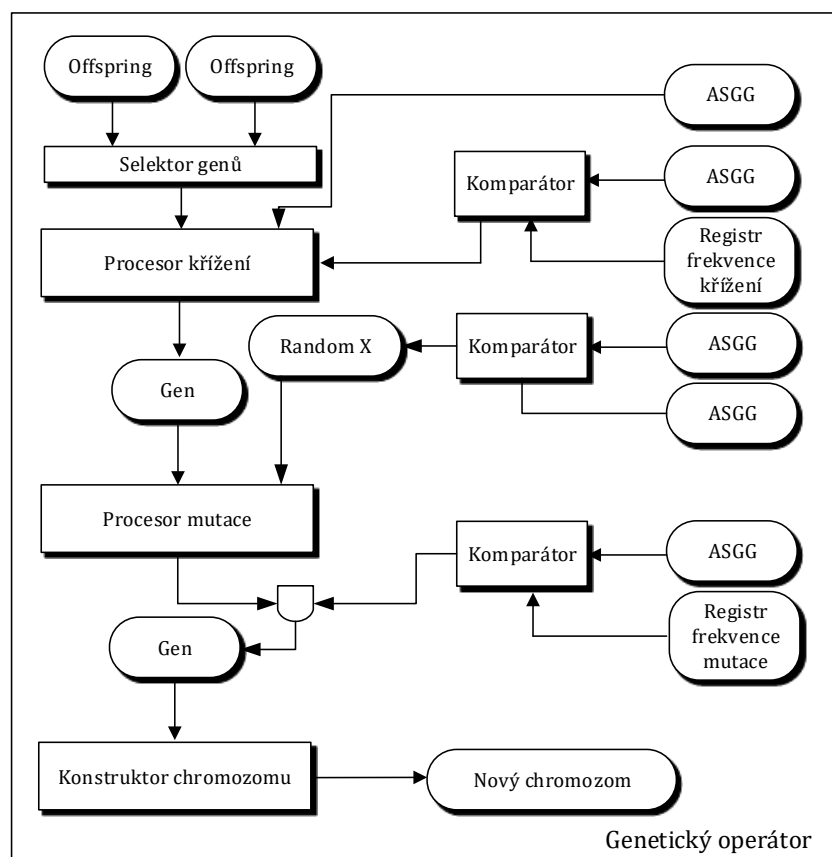 Offspring
Offspring
ASGG
Selektor genů
Komparátor
ASGG
Procesor křížení
Registr
frekvence
křížení
Random X
Komparátor
ASGG
Gen
ASGG
Procesor mutace
Komparátor
ASGG
Gen
Registr
frekvence
mutace
Konstruktor chromozomu
Nový chromozom
Genetický operátor